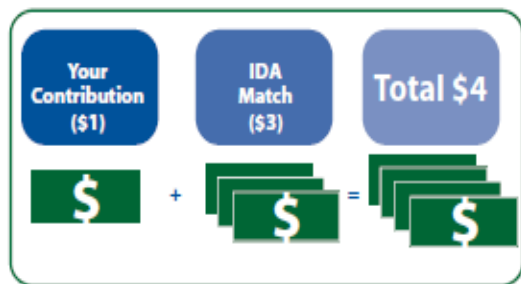 Your
Contribution
($1)
IDA
Match
($3)
Total $4
$ + $ = $